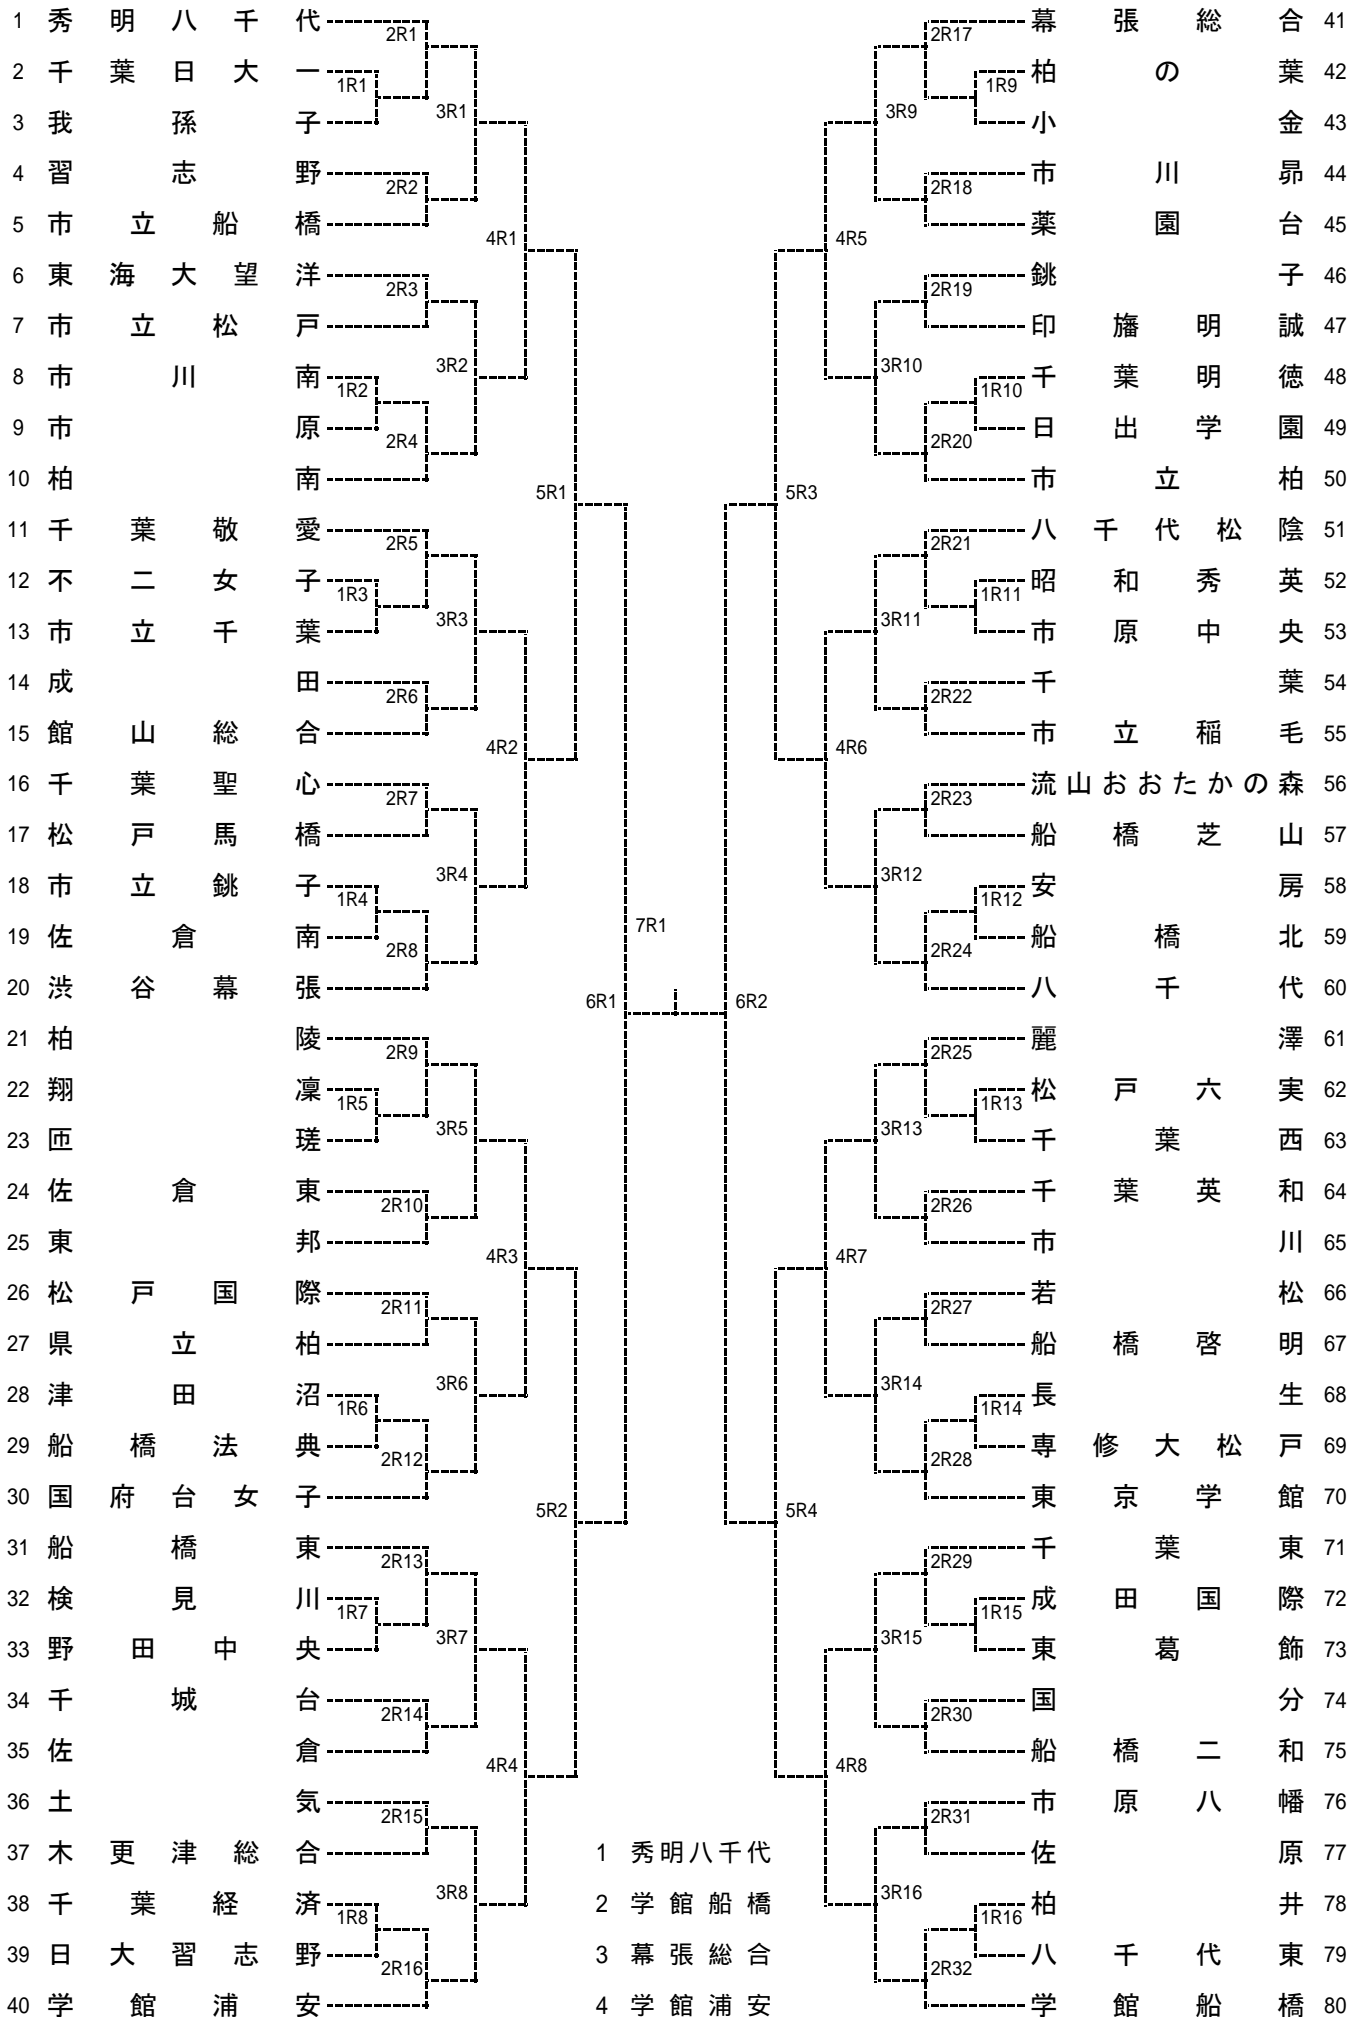 1 秀明八千代 2R1 2R17 幕張総合 41
2 千葉日大一 1R1 1R9 柏の葉 42
3 我孫子 3R1 3R9 小金 43
4 習志野 2R2 2R18 市川昴 44
5 市立船橋 4R1 4R5 薬園台 45
6 東海大望洋 2R3 2R19 銚子 46
7 市立松戸 印旛明誠 47
8 市川南 1R2 3R2 3R10 1R10 千葉明徳 48
9 市原 2R4 2R20 日出学園 49
10 柏南 5R1 5R3 市立柏 50
11 千葉敬愛 2R5 2R21 八千代松陰 51
12 不二女子 1R3 1R11 昭和秀英 52
13 市立千葉 3R3 3R11 市原中央 53
14 成田 2R6 2R22 千葉 54
15 館山総合 4R2 4R6 市立稲毛 55
16 千葉聖心 2R7 2R23 流山おおたかの森 56
17 松戸馬橋 船橋芝山 57
18 市立銚子 1R4 3R4 3R12 1R12 安房 58
19 佐倉南 2R8 7R1 2R24 船橋北 59
20 渋谷幕張 6R1 6R2 八千代 60
21 柏陵 2R9 2R25 麗澤 61
22 翔凜 1R5 1R13 松戸六実 62
23 匝瑳 3R5 3R13 千葉西 63
24 佐倉東 2R10 2R26 千葉英和 64
25 東邦 4R3 4R7 市川 65
26 松戸国際 2R11 2R27 若松 66
27 県立柏 船橋啓明 67
28 津田沼 1R6 3R6 3R14 1R14 長生 68
29 船橋法典 2R12 2R28 専修大松戸 69
30 国府台女子 5R2 5R4 東京学館 70
31 船橋東 2R13 2R29 千葉東 71
32 検見川 1R7 1R15 成田国際 72
33 野田中央 3R7 3R15 東葛飾 73
34 千城台 2R14 2R30 国分 74
35 佐倉 4R4 4R8 船橋二和 75
36 土気 2R15 2R31 市原八幡 76
37 木更津総合 1 秀明八千代 佐原 77
38 千葉経済 1R8 3R8 2 学館船橋 3R16 1R16 柏井 78
39 日大習志野 2R16 3 幕張総合 2R32 八千代東 79
40 学館浦安 4 学館浦安 学館船橋 80